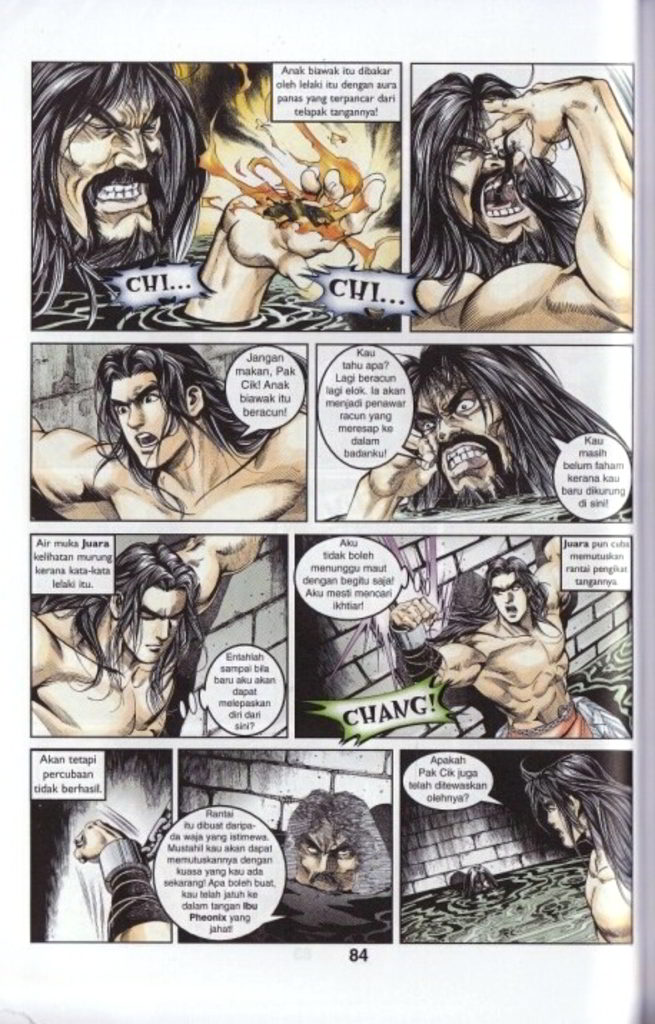 Anak biawak itu dibakar
oleh lelaki itu dengan aura
panas yang terpancar dari
telapak tangannya!
CHI...
CHI...
Jangan
makan, Pak
Cik! Anak
biawak itu
beracun!
Kau
tahu apa?
Lagi beracun
lagi elok. Ia akan
menjadi penawar
racun yang
meresap ke
dalam
badanku!
Kau
masih
belum faham
kerana kau
baru dikurung
di sini!
Air muka Juara
kelihatan murung
kerana kata-kata
lelaki itu.
Entahlah
sampai bila
baru aku akan
dapat
melepaskan
diri dari
sini?
Aku
tidak boleh
menunggu maut
dengan begitu saja!
Aku mesti mencari
ikhtiar!
Juara pun cuba
memutuskan
rantai pengikat
tangannya.
CHANG!
Akan tetapi
percubaan
tidak berhasil.
Rantai
itu dibuat daripa-
da waja yang istimewa.
Mustahil kau akan dapat
memutuskannya dengan
kuasa yang kau ada
sekarang! Apa boleh buat,
kau telah jatuh ke
dalam tangan Ibu
Pheonix yang
jahat!
Apakah
Pak Cik juga
telah ditewaskan
olehnya?
84